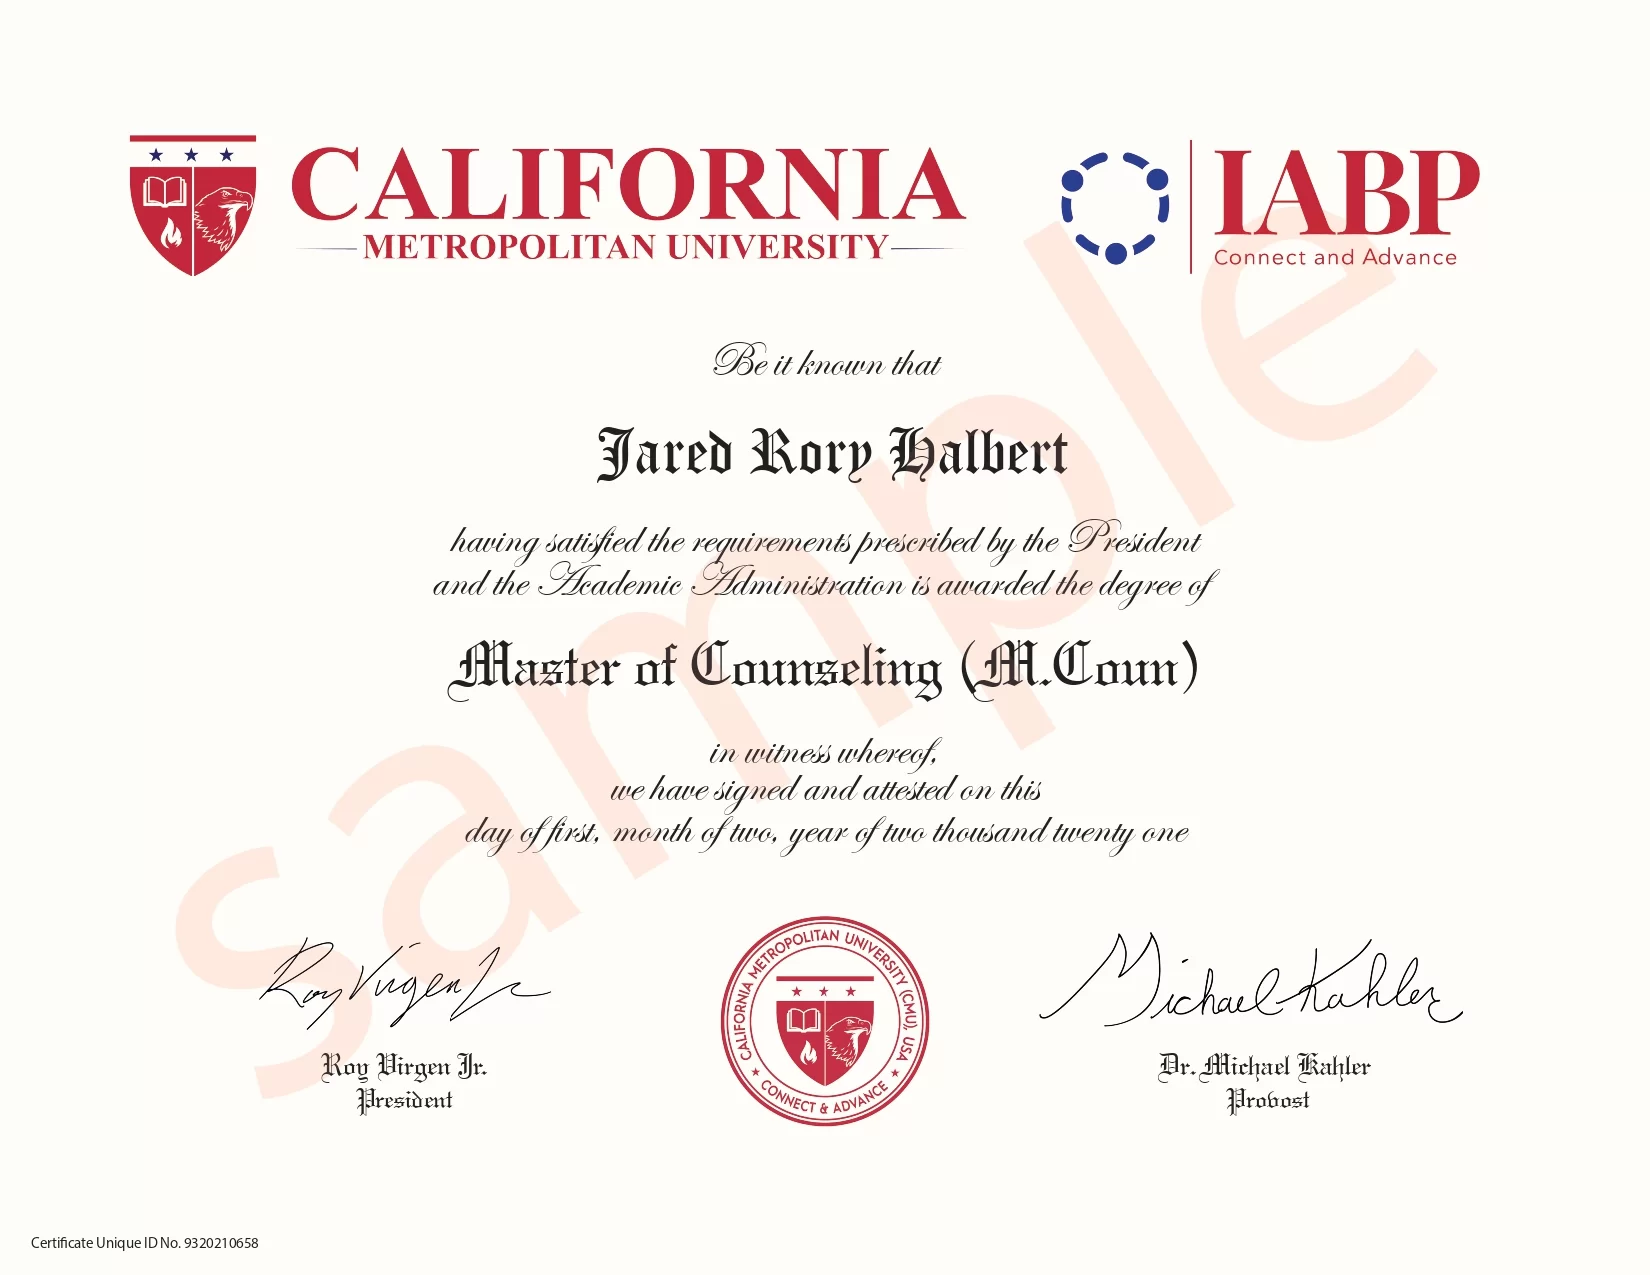 CALIFORNIA
METROPOLITAN UNIVERSITY
IABP
Connect and Advance
Be it known that
Jared Rory Halbert
having satisfied the requirements prescribed by the President
and the Academic Administration is awarded the degree of
Master of Counseling (M.Coun)
in witness whereof,
we have signed and attested on this
day of first, month of two, year of two thousand twenty one
sample
Roy Virgen Jr
Roy Virgen Jr.
President
CALIFORNIA METROPOLITAN UNIVERSITY (CMU), USA
CONNECT & ADVANCE
Michael Kahler
Dr. Michael Kahler
Provost
Certificate Unique ID No. 9320210658